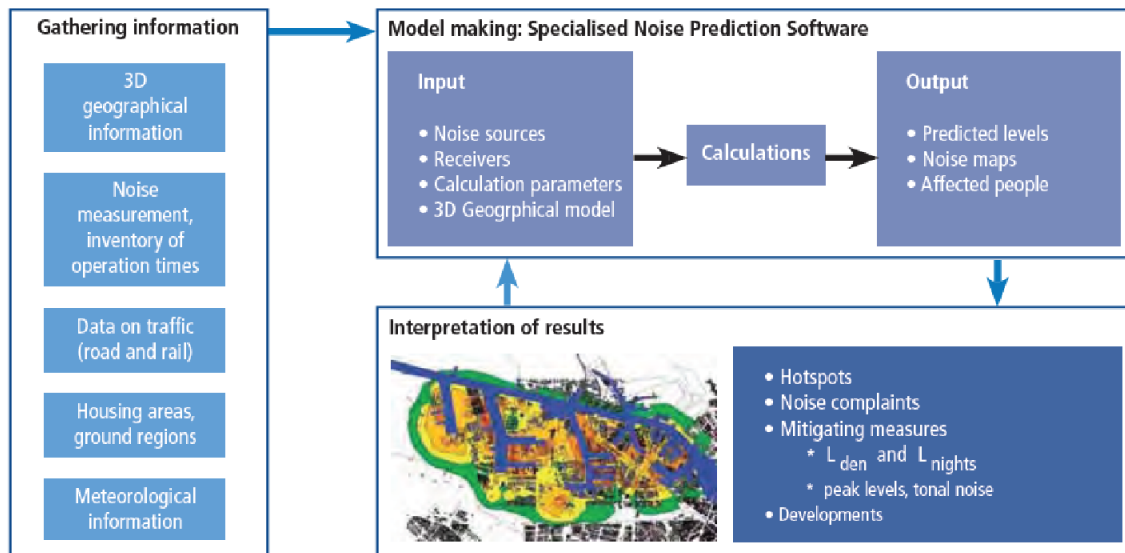 Gathering information
3D
geographical
information
Noise
measurement,
inventory of
operation times
Data on traffic
(road and rail)
Housing areas,
ground regions
Meteorological
information
Model making: Specialised Noise Prediction Software
Input
• Noise sources
• Receivers
• Calculation parameters
• 3D Geogrphical model
Calculations
Output
• Predicted levels
• Noise maps
• Affected people
Interpretation of results
• Hotspots
• Noise complaints
• Mitigating measures
* L den and L nights
* peak levels, tonal noise
• Developments